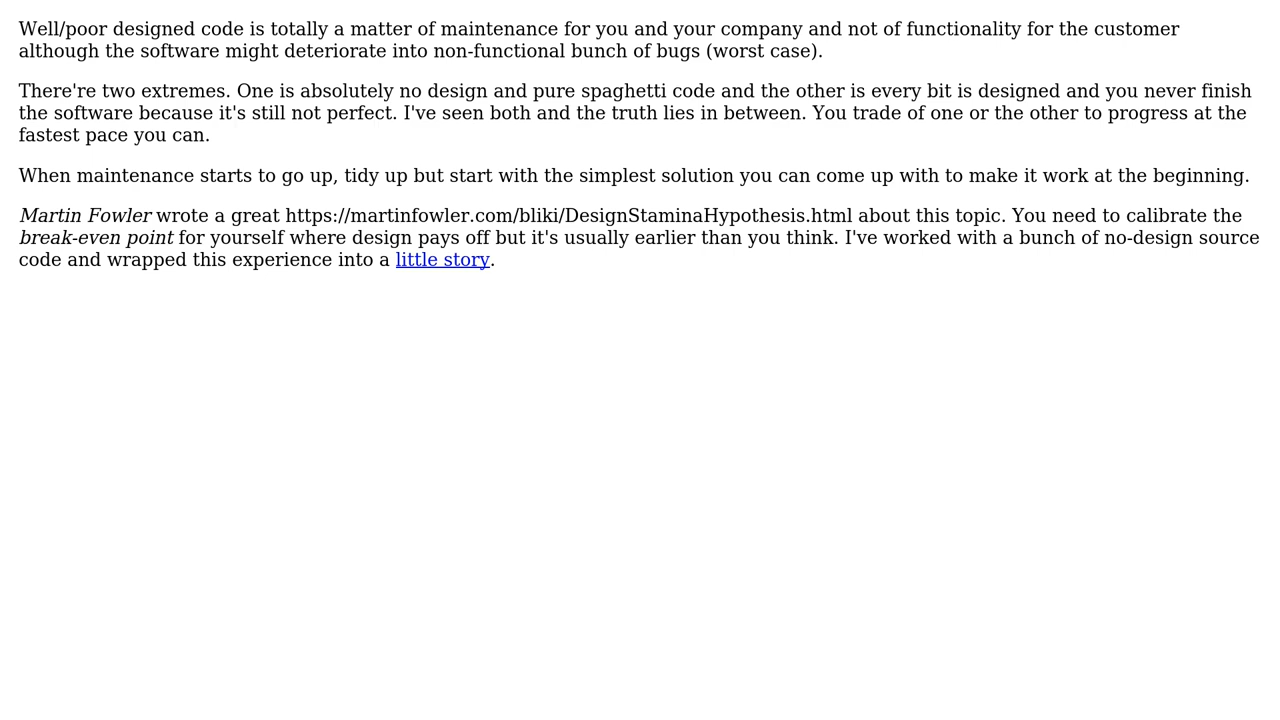 Well/poor designed code is totally a matter of maintenance for you and your company and not of functionality for the customer
although the software might deteriorate into non-functional bunch of bugs (worst case).
There're two extremes. One is absolutely no design and pure spaghetti code and the other is every bit is designed and you never finish
the software because it's still not perfect. I've seen both and the truth lies in between. You trade of one or the other to progress at the
fastest pace you can.
When maintenance starts to go up, tidy up but start with the simplest solution you can come up with to make it work at the beginning.
Martin Fowler wrote a great https://martinfowler.com/bliki/DesignStaminaHypothesis.html about this topic. You need to calibrate the
break-even point for yourself where design pays off but it's usually earlier than you think. I've worked with a bunch of no-design source
code and wrapped this experience into a little story.